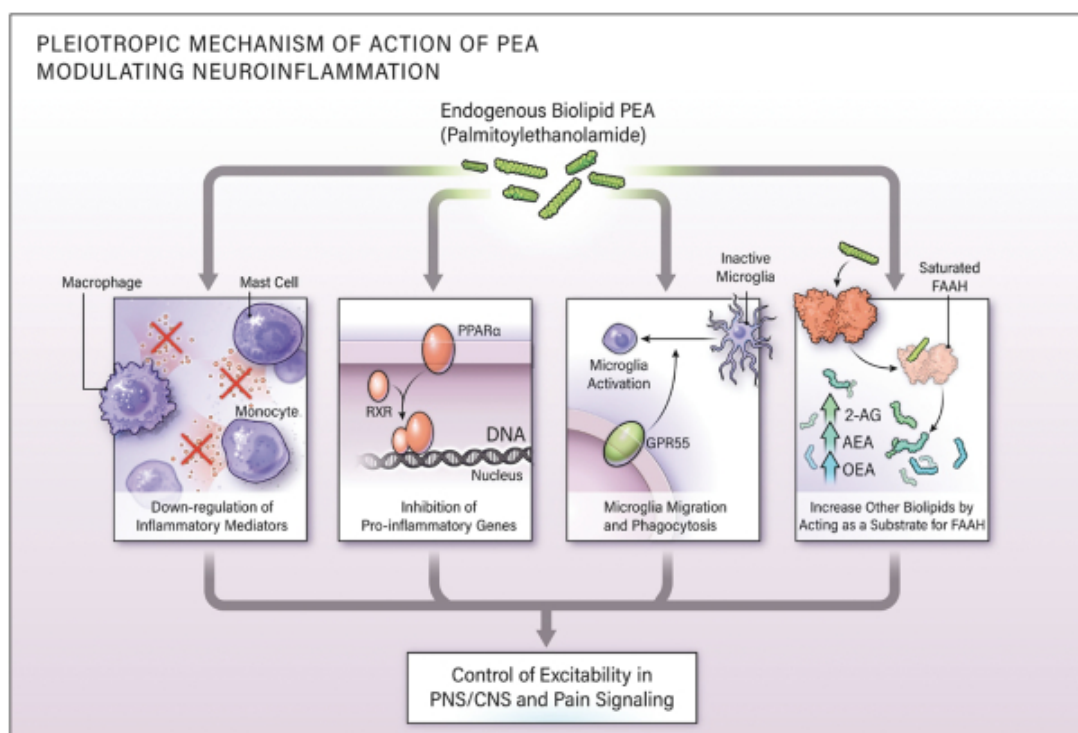 PLEIOTROPIC MECHANISM OF ACTION OF PEA
MODULATING NEUROINFLAMMATION
Endogenous Biolipid PEA
(Palmitoylethanolamide)
Macrophage
Mast Cell
Monocyte
Down-regulation of
Inflammatory Mediators
PPARα
RXR
DNA
Nucleus
Inhibition of
Pro-inflammatory Genes
Inactive
Microglia
Microglia
Activation
GPR55
Microglia Migration
and Phagocytosis
Saturated
FAAH
2-AG
AEA
OEA
Increase Other Biolipids by
Acting as a Substrate for FAAH
Control of Excitability in
PNS/CNS and Pain Signaling